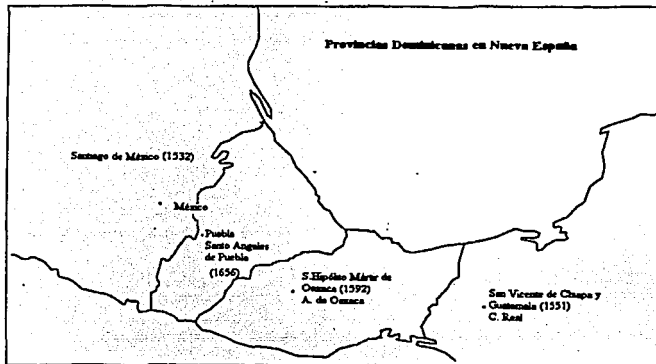 Provincias Dominicanas en Nueva España
Santiago de México (1532)
México
Puebla
Santo Angeles
de Puebla
(1656)
S.Hipólito Mártir de
Oaxaca (1592)
A. de Oaxaca
San Vicente de Chiapa y
Guatemala (1551)
C. Real